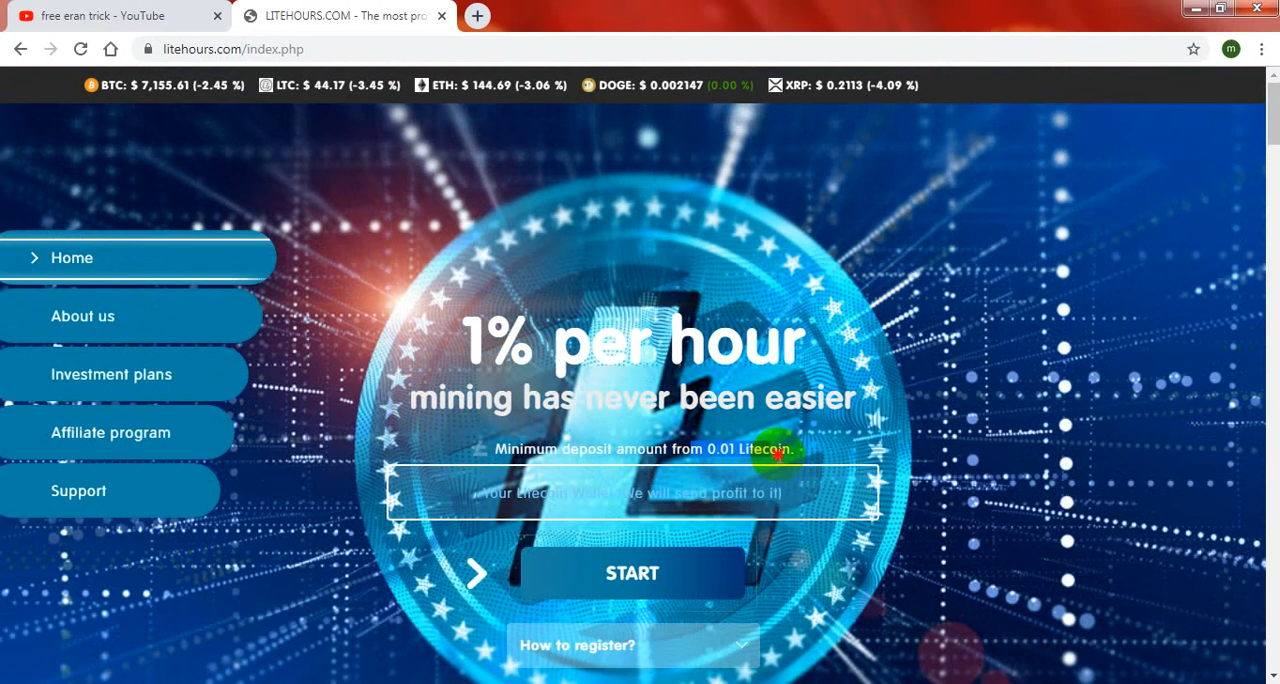 free eran trick - YouTube
LITEHOURS.COM - The most pro
litehours.com/index.php
m
BTC: $ 7,155.61 (-2.45 %) LTC: $ 44.17 (-3.45 %) ETH: $ 144.69 (-3.06 %) DOGE: $ 0.002147 (0.00 %) XRP: $ 0.2113 (-4.09 %)
Home
About us
Investment plans
Affiliate program
Support
1% per hour
mining has never been easier
Minimum deposit amount from 0.01 Litecoin.
Your Litecoin Wallet (We will send profit to it)
START
How to register?